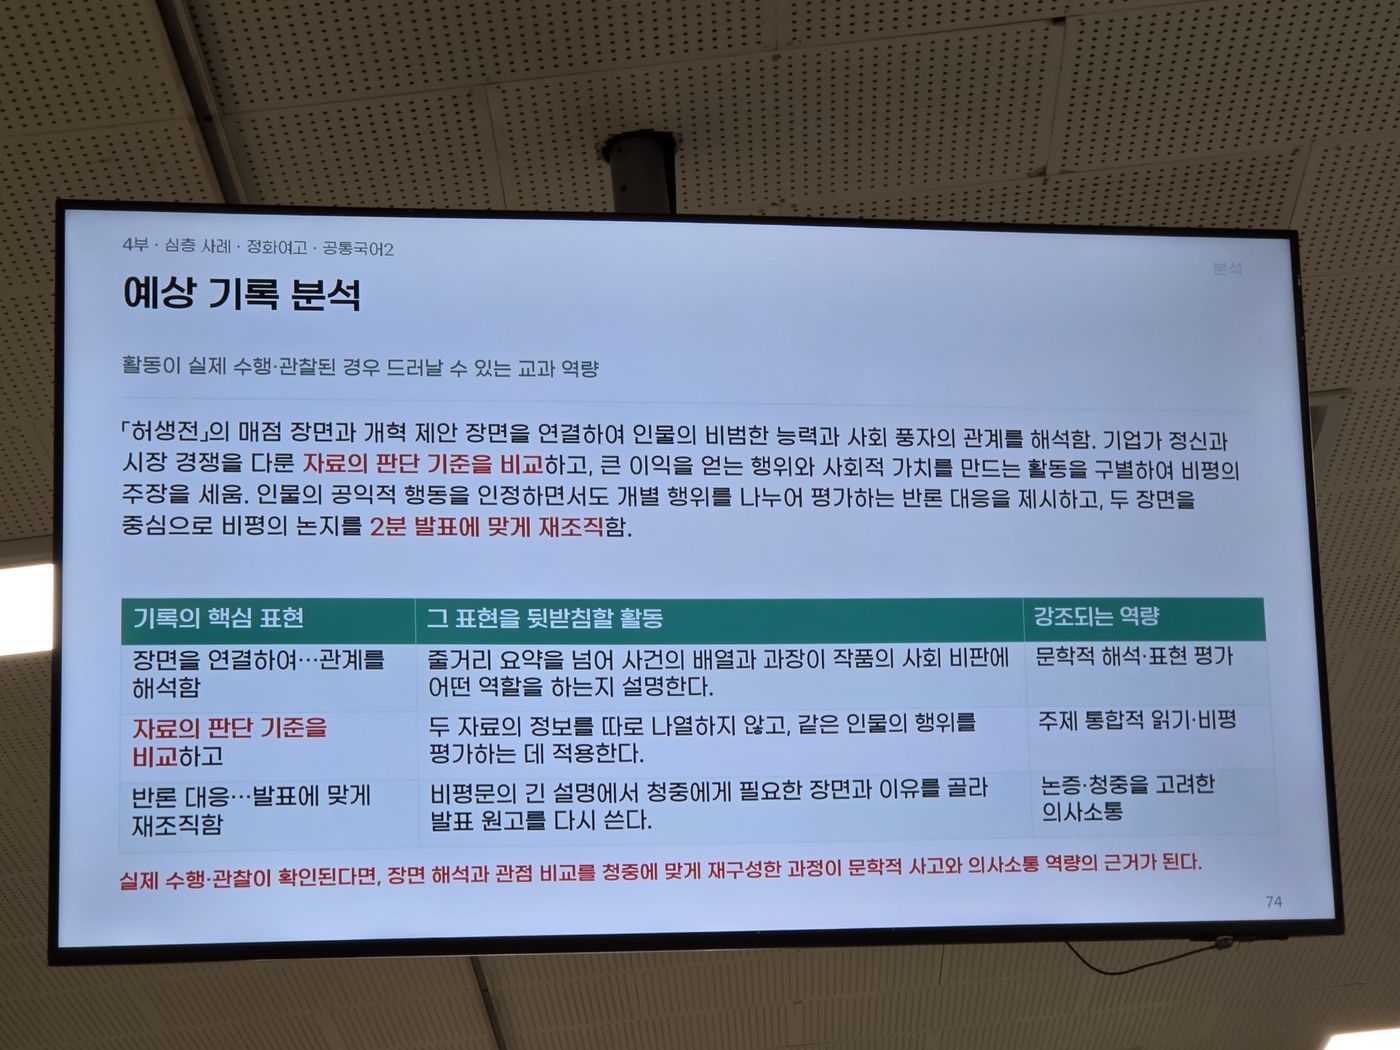 4부 · 심층 사례 · 정화여고 · 공통국어2
분석
예상 기록 분석
활동이 실제 수행·관찰된 경우 드러날 수 있는 교과 역량
「허생전」의 매점 장면과 개혁 제안 장면을 연결하여 인물의 비범한 능력과 사회 풍자의 관계를 해석함. 기업가 정신과
시장 경쟁을 다룬 자료의 판단 기준을 비교하고, 큰 이익을 얻는 행위와 사회적 가치를 만드는 활동을 구별하여 비평의
주장을 세움. 인물의 공익적 행동을 인정하면서도 개별 행위를 나누어 평가하는 반론 대응을 제시하고, 두 장면을
중심으로 비평의 논지를 2분 발표에 맞게 재조직함.
기록의 핵심 표현
그 표현을 뒷받침할 활동
강조되는 역량
장면을 연결하여…관계를
해석함
줄거리 요약을 넘어 사건의 배열과 과장이 작품의 사회 비판에
어떤 역할을 하는지 설명한다.
문학적 해석·표현 평가
자료의 판단 기준을
비교하고
두 자료의 정보를 따로 나열하지 않고, 같은 인물의 행위를
평가하는 데 적용한다.
주제 통합적 읽기·비평
반론 대응…발표에 맞게
재조직함
비평문의 긴 설명에서 청중에게 필요한 장면과 이유를 골라
발표 원고를 다시 쓴다.
논증·청중을 고려한
의사소통
실제 수행·관찰이 확인된다면, 장면 해석과 관점 비교를 청중에 맞게 재구성한 과정이 문학적 사고와 의사소통 역량의 근거가 된다.
74